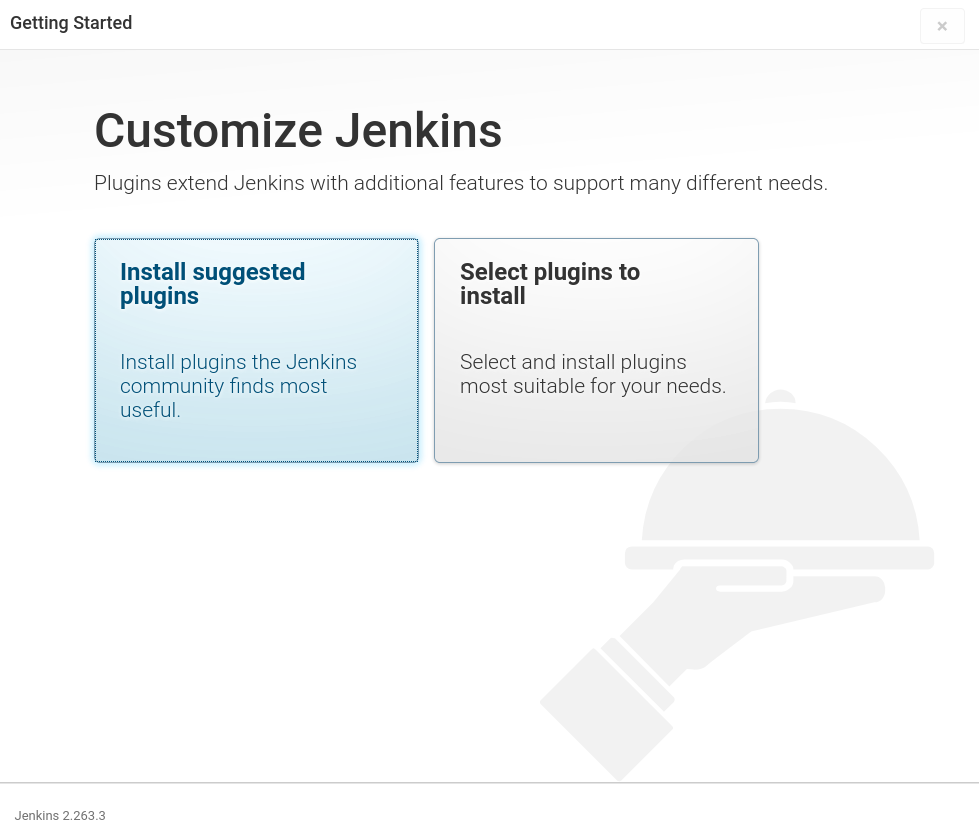 Getting Started
×
Customize Jenkins
Plugins extend Jenkins with additional features to support many different needs.
Install suggested
plugins
Install plugins the Jenkins
community finds most
useful.
Select plugins to
install
Select and install plugins
most suitable for your needs.
Jenkins 2.263.3